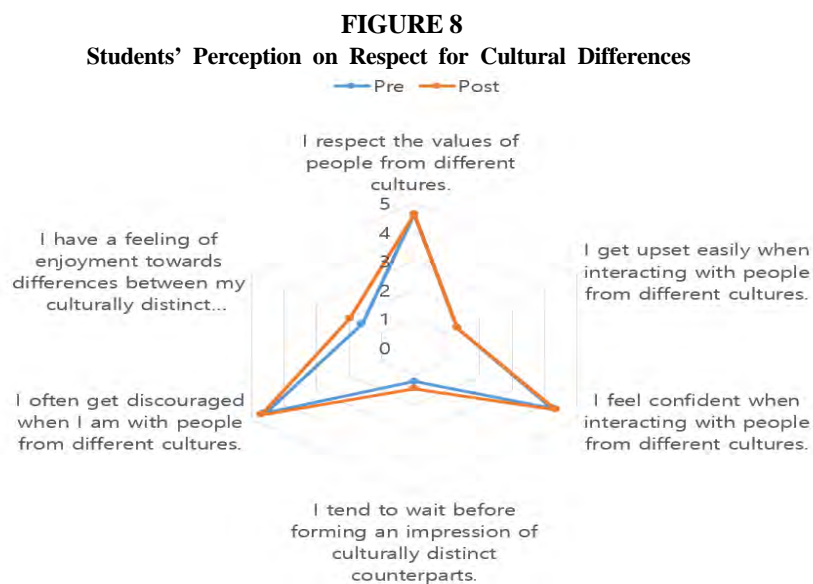 FIGURE 8
Students' Perception on Respect for Cultural Differences
Pre Post
I respect the values of
people from different
cultures.
5
4
3
2
1
0
I get upset easily when
interacting with people
from different cultures.
I feel confident when
interacting with people
from different cultures.
I tend to wait before
forming an impression of
culturally distinct
counterparts.
I often get discouraged
when I am with people
from different cultures.
I have a feeling of
enjoyment towards
differences between my
culturally distinct...